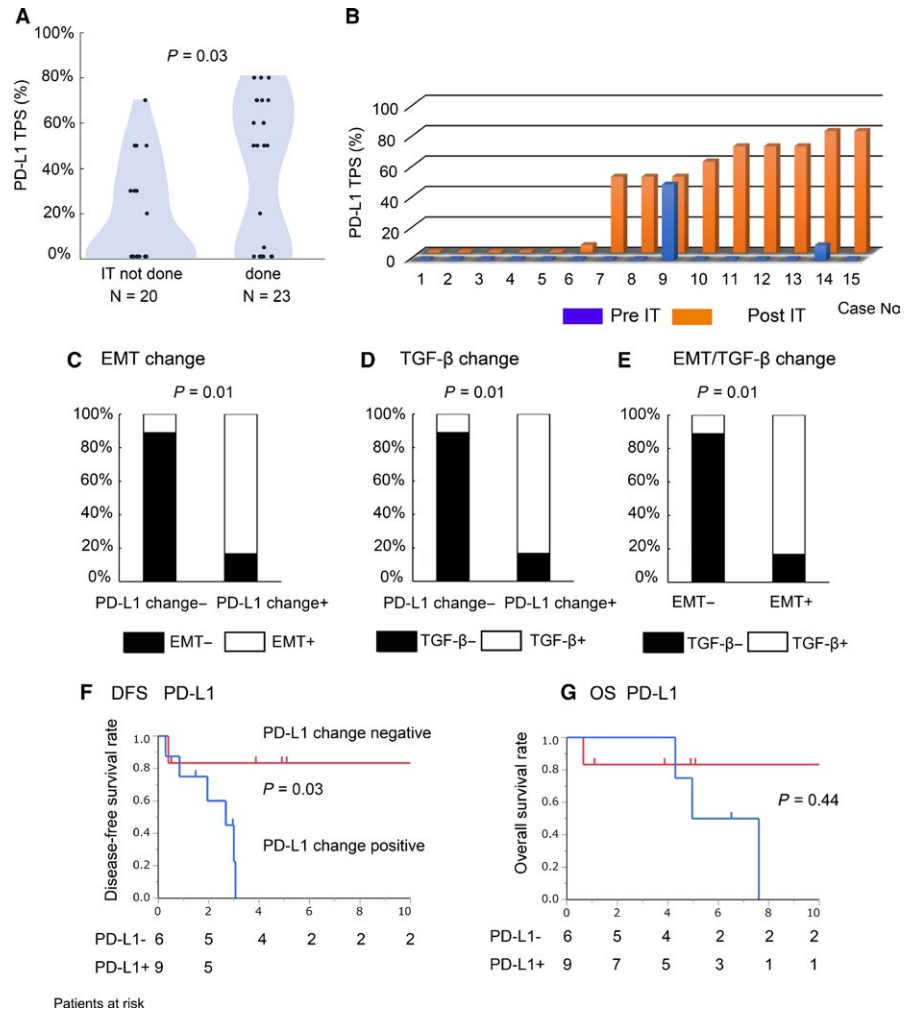 A
PD-L1 TPS (%)
100%
80%
60%
40%
20%
0%
P = 0.03
IT not done
done
N = 20
N = 23
B
PD-L1 TPS (%)
100
80
60
40
20
0
1 2 3 4 5 6 7 8 9 10 11 12 13 14 15
Case No
Pre IT
Post IT
C EMT change
P = 0.01
100%
80%
60%
40%
20%
0%
PD-L1 change– PD-L1 change+
EMT– EMT+
D TGF-β change
P = 0.01
100%
80%
60%
40%
20%
0%
PD-L1 change– PD-L1 change+
TGF-β– TGF-β+
E EMT/TGF-β change
P = 0.01
100%
80%
60%
40%
20%
0%
EMT– EMT+
TGF-β– TGF-β+
F DFS PD-L1
Disease-free survival rate
1.0
0.8
0.6
0.4
0.2
0.0
PD-L1 change negative
P = 0.03
PD-L1 change positive
0 2 4 6 8 10
PD-L1- 6 5 4 2 2 2
PD-L1+ 9 5
Patients at risk
G OS PD-L1
Overall survival rate
1.0
0.8
0.6
0.4
0.2
0.0
P = 0.44
0 2 4 6 8 10
PD-L1- 6 5 4 2 2 2
PD-L1+ 9 7 5 3 1 1